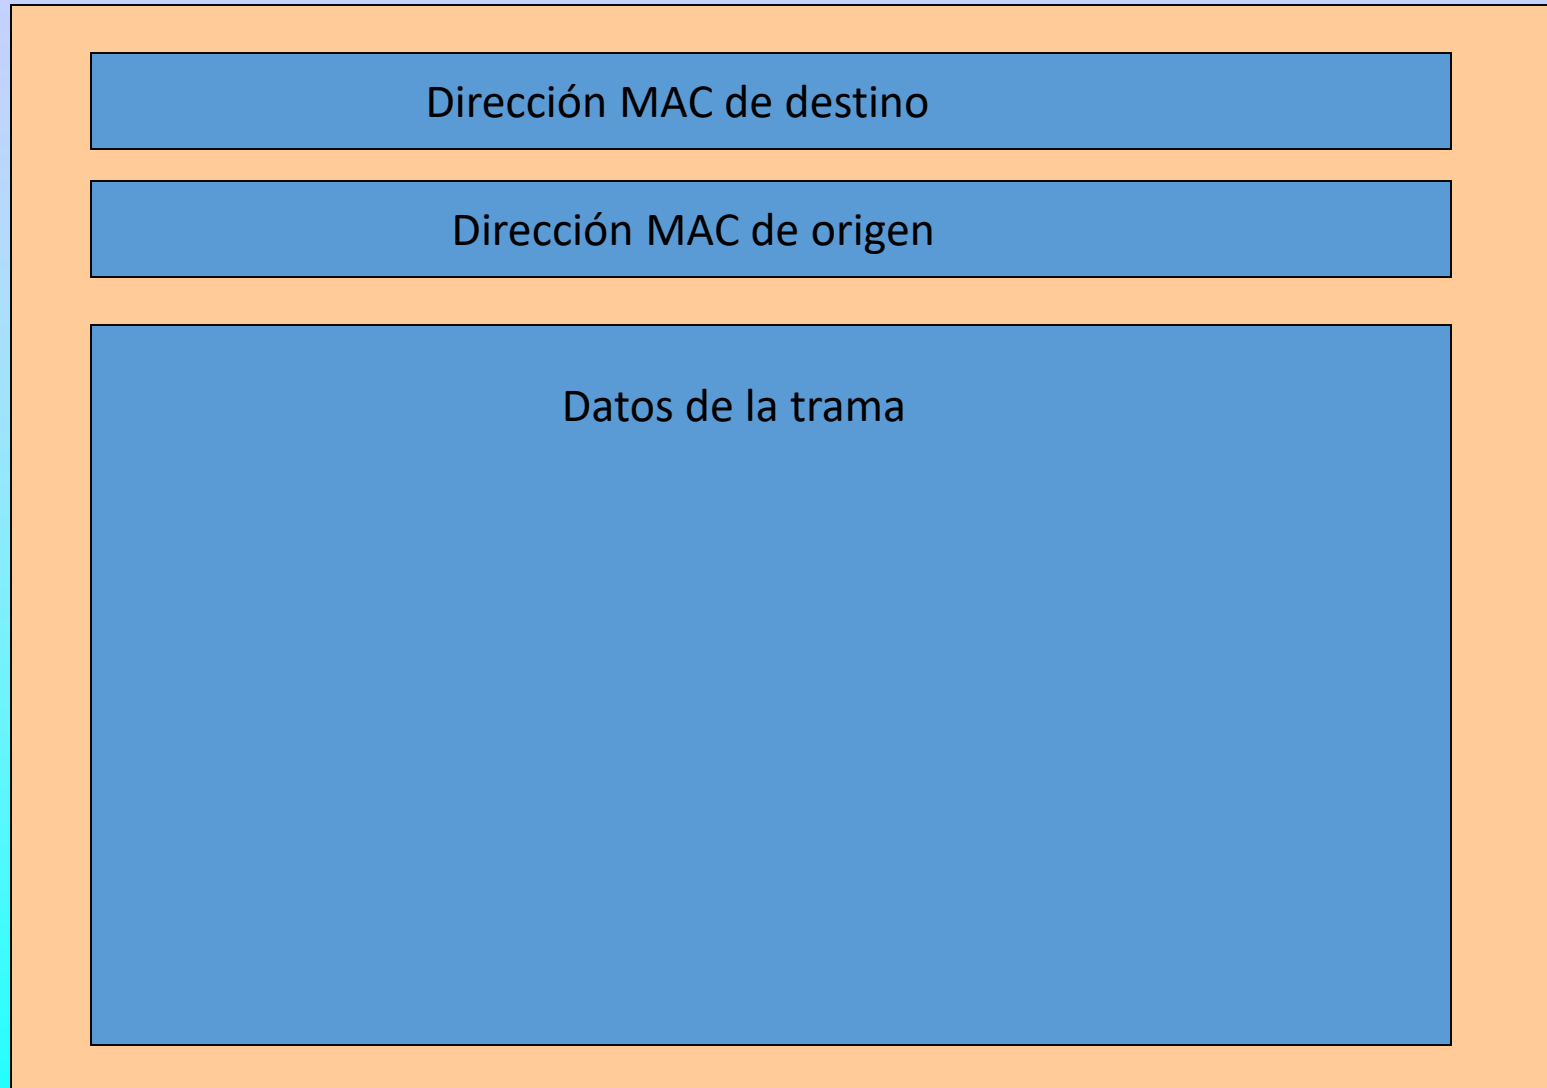 Dirección MAC de destino
Dirección MAC de origen
Datos de la trama